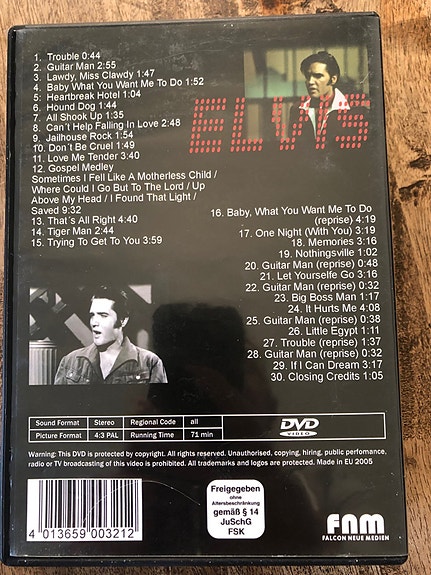 1. Trouble 0:44
2. Guitar Man 2:55
3. Lawdy, Miss Clawdy 1:47
4. Baby What You Want Me To Do 1:52
5: Heartbreak Hotel 1:04
6. Hound Dog 1:44
7. All Shook Up 1:35
8. Can´t Help Falling In Love 2:48
9. Jailhouse Rock 1:54
10. Don´t Be Cruel 1:49
11. Love Me Tender 3:40
12. Gospel Medley
Sometimes I Fell Like A Motherless Child /
Where Could I Go But To The Lord / Up
Above My Head / I Found That Light /
Saved 9:32
13. That´s All Right 4:40
14. Tiger Man 2:44
15. Trying To Get To You 3:59
ELVIS
16. Baby, What You Want Me To Do
(reprise) 4:19
17. One Night (With You) 3:19
18. Memories 3:16
19. Nothingsville 1:02
20. Guitar Man (reprise) 0:48
21. Let Yourselfe Go 3:16
22. Guitar Man (reprise) 0:32
23. Big Boss Man 1:17
24. It Hurts Me 4:08
25: Guitar Man (reprise) 0:38
26. Little Egypt 1:11
27. Trouble (reprise) 1:37
28. Guitar Man (reprise) 0:32
29. If I Can Dream 3:17
30. Closing Credits 1:05
Sound Format Stereo Regional Code all
Picture Format 4:3 PAL Running Time 71 min
DVD
VIDEO
Warning: This DVD is protected by copyright. All rights reserved. Unauthorised, copying, hiring, public perfomance,
radio or TV broadcasting of this video is prohibited. All trademarks and logos are protected. Made in EU 2005
4 013659 003212
Freigegeben
ohne
Altersbeschränkung
gemäß § 14
JuSchG
FSK
FNM
FALCON NEUE MEDIEN